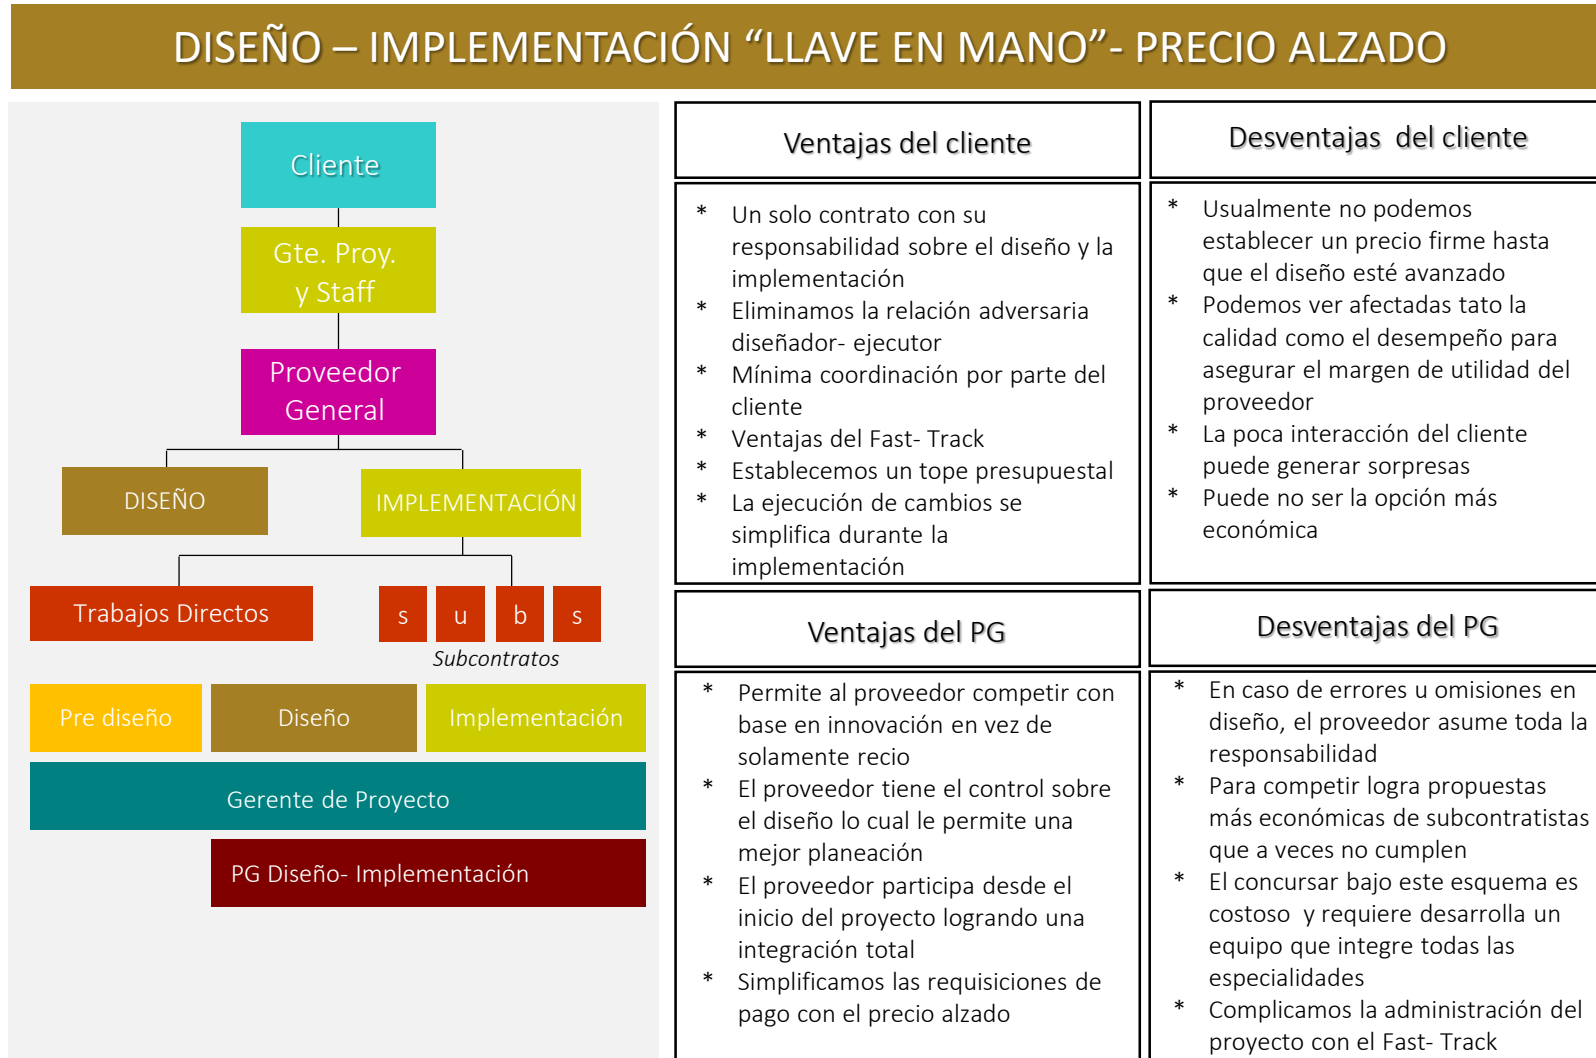 DISEÑO – IMPLEMENTACIÓN “LLAVE EN MANO”- PRECIO ALZADO
Cliente
Gte. Proy.
y Staff
Proveedor
General
DISEÑO
IMPLEMENTACIÓN
Trabajos Directos
s u b s
Subcontratos
Pre diseño
Diseño
Implementación
Gerente de Proyecto
PG Diseño- Implementación
Ventajas del cliente
* Un solo contrato con su
responsabilidad sobre el diseño y la
implementación
* Eliminamos la relación adversaria
diseñador- ejecutor
* Mínima coordinación por parte del
cliente
* Ventajas del Fast- Track
* Establecemos un tope presupuestal
* La ejecución de cambios se
simplifica durante la
implementación
Desventajas del cliente
* Usualmente no podemos
establecer un precio firme hasta
que el diseño esté avanzado
* Podemos ver afectadas tato la
calidad como el desempeño para
asegurar el margen de utilidad del
proveedor
* La poca interacción del cliente
puede generar sorpresas
* Puede no ser la opción más
económica
Ventajas del PG
* Permite al proveedor competir con
base en innovación en vez de
solamente recio
* El proveedor tiene el control sobre
el diseño lo cual le permite una
mejor planeación
* El proveedor participa desde el
inicio del proyecto logrando una
integración total
* Simplificamos las requisiciones de
pago con el precio alzado
Desventajas del PG
* En caso de errores u omisiones en
diseño, el proveedor asume toda la
responsabilidad
* Para competir logra propuestas
más económicas de subcontratistas
que a veces no cumplen
* El concursar bajo este esquema es
costoso y requiere desarrolla un
equipo que integre todas las
especialidades
* Complicamos la administración del
proyecto con el Fast- Track